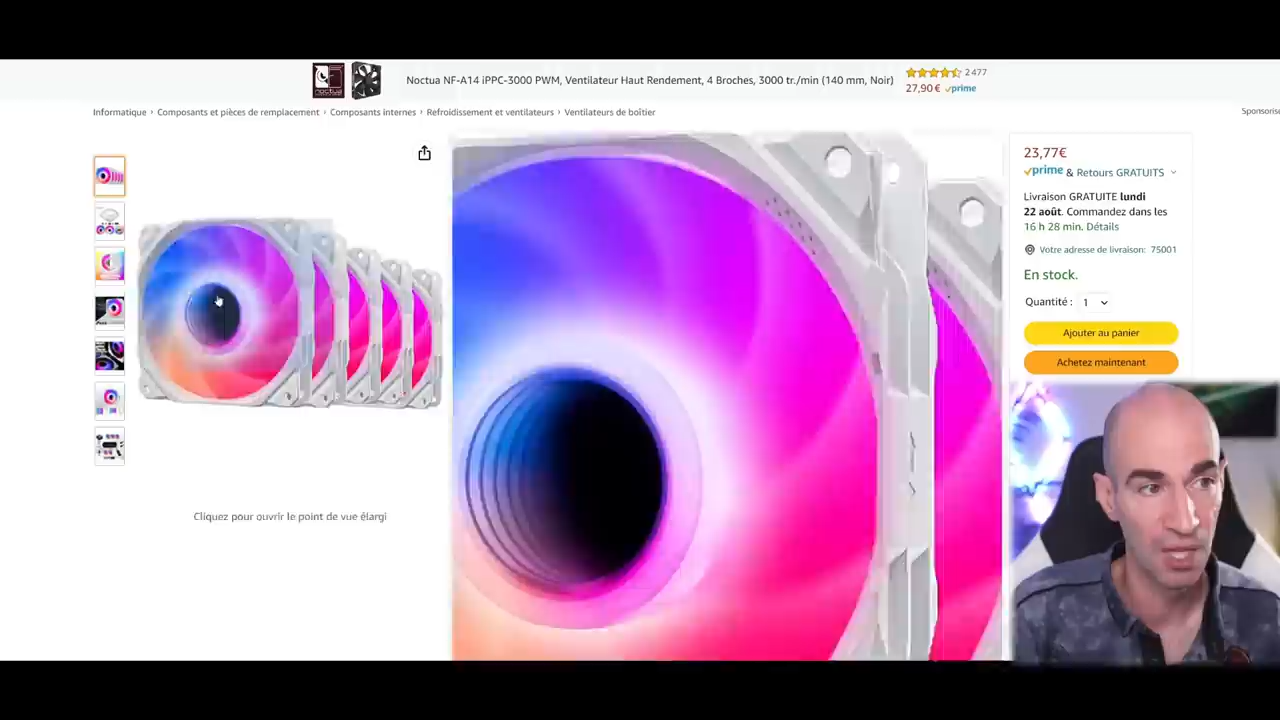 Noctua NF-A14 iPPC-3000 PWM, Ventilateur Haut Rendement, 4 Broches, 3000 tr./min (140 mm, Noir)
2 477
27,90 € prime
Informatique › Composants et pièces de remplacement › Composants internes › Refroidissement et ventilateurs › Ventilateurs de boîtier
Sponsorisé
23,77€
prime & Retours GRATUITS
Livraison GRATUITE lundi
22 août. Commandez dans les
16 h 28 min. Détails
Votre adresse de livraison: 75001
En stock.
Quantité : 1
Ajouter au panier
Achetez maintenant
Cliquez pour ouvrir le point de vue élargi